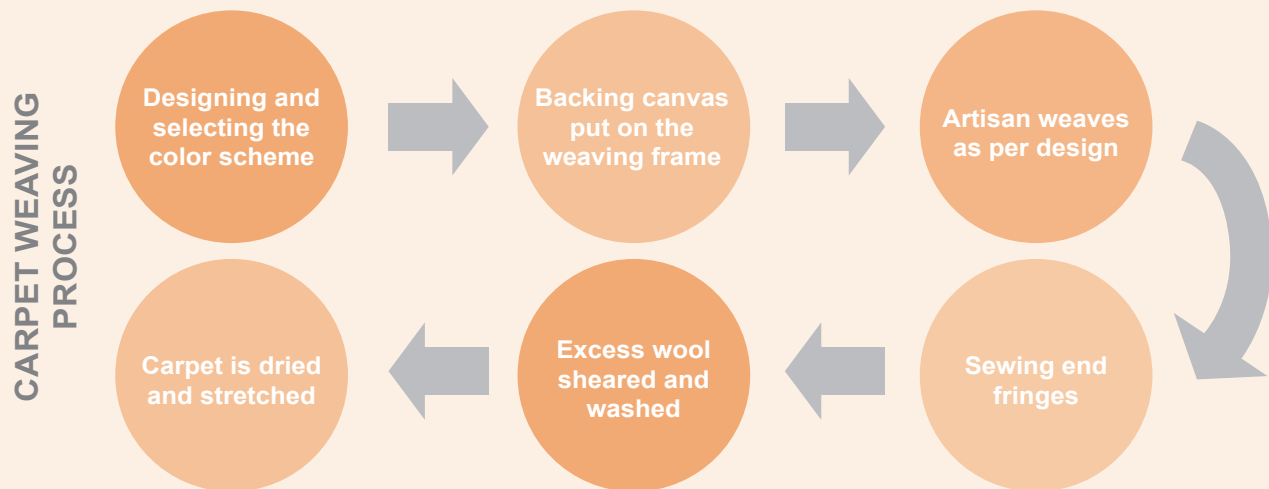 CARPET WEAVING
PROCESS
Designing and
selecting the
color scheme
Backing canvas
put on the
weaving frame
Artisan weaves
as per design
Sewing end
fringes
Excess wool
sheared and
washed
Carpet is dried
and stretched